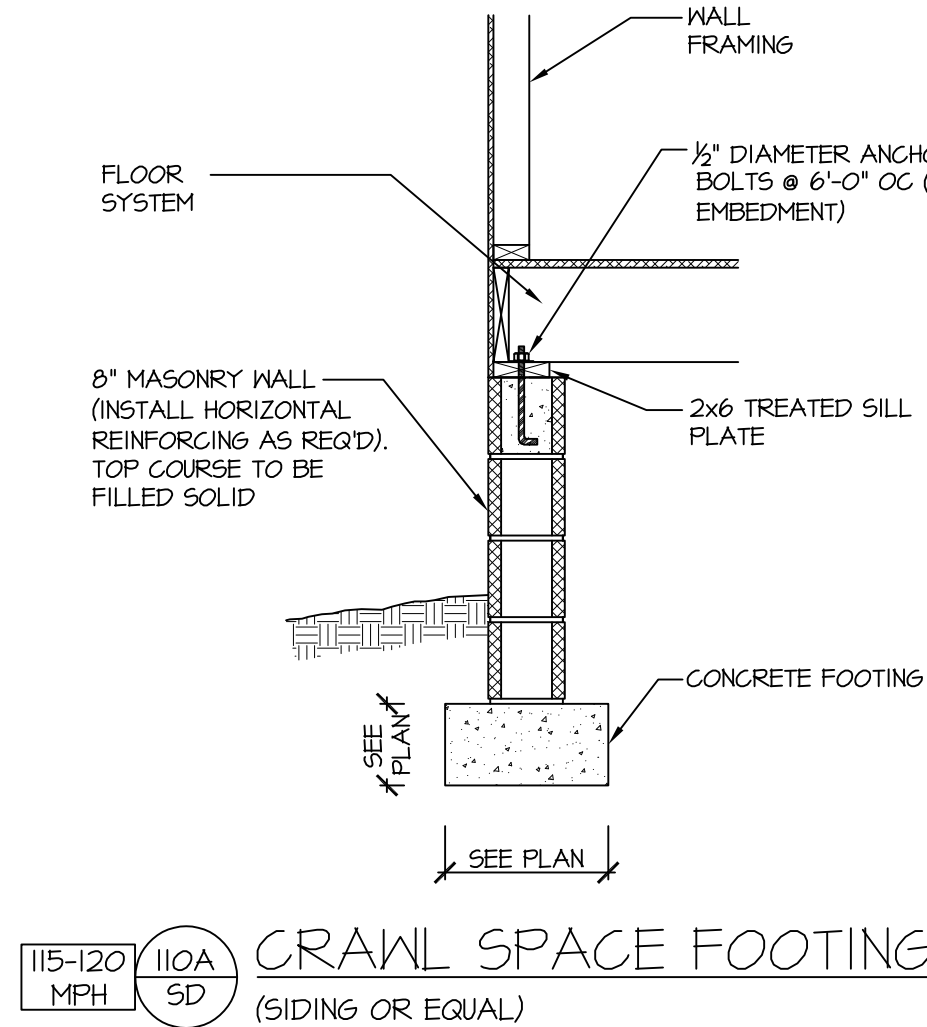 WALL
FRAMING
FLOOR
SYSTEM
½" DIAMETER
BOLTS @ 6'-0" OC (
EMBEDMENT)
8" MASONRY WALL
(INSTALL HORIZONTAL
REINFORCING AS REQ'D).
TOP COURSE TO BE
FILLED SOLID
2x6 TREATED SILL
PLATE
CONCRETE FOOTING
SEE
PLAN
SEE PLAN
115-120
MPH
110A
SD
CRAWL SPACE FOOTING
(SIDING OR EQUAL)